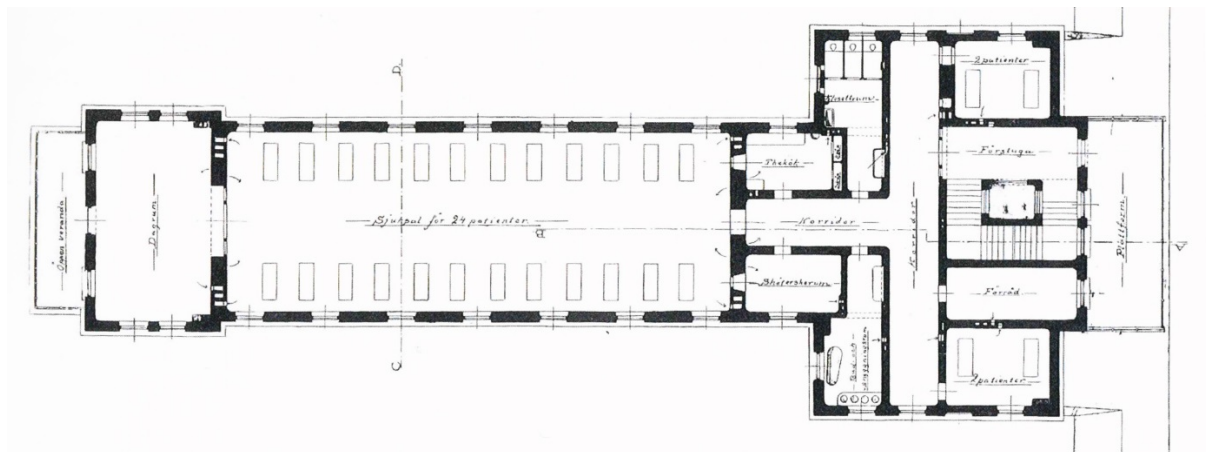 Öppen veranda
Dagrum
D
Sjuksal för 24 patienter
B
C
Thekök
Korridor
Sköterskerum
Korridor
2 patienter
Förstuga
Plattform
A
Förråd
2 patienter